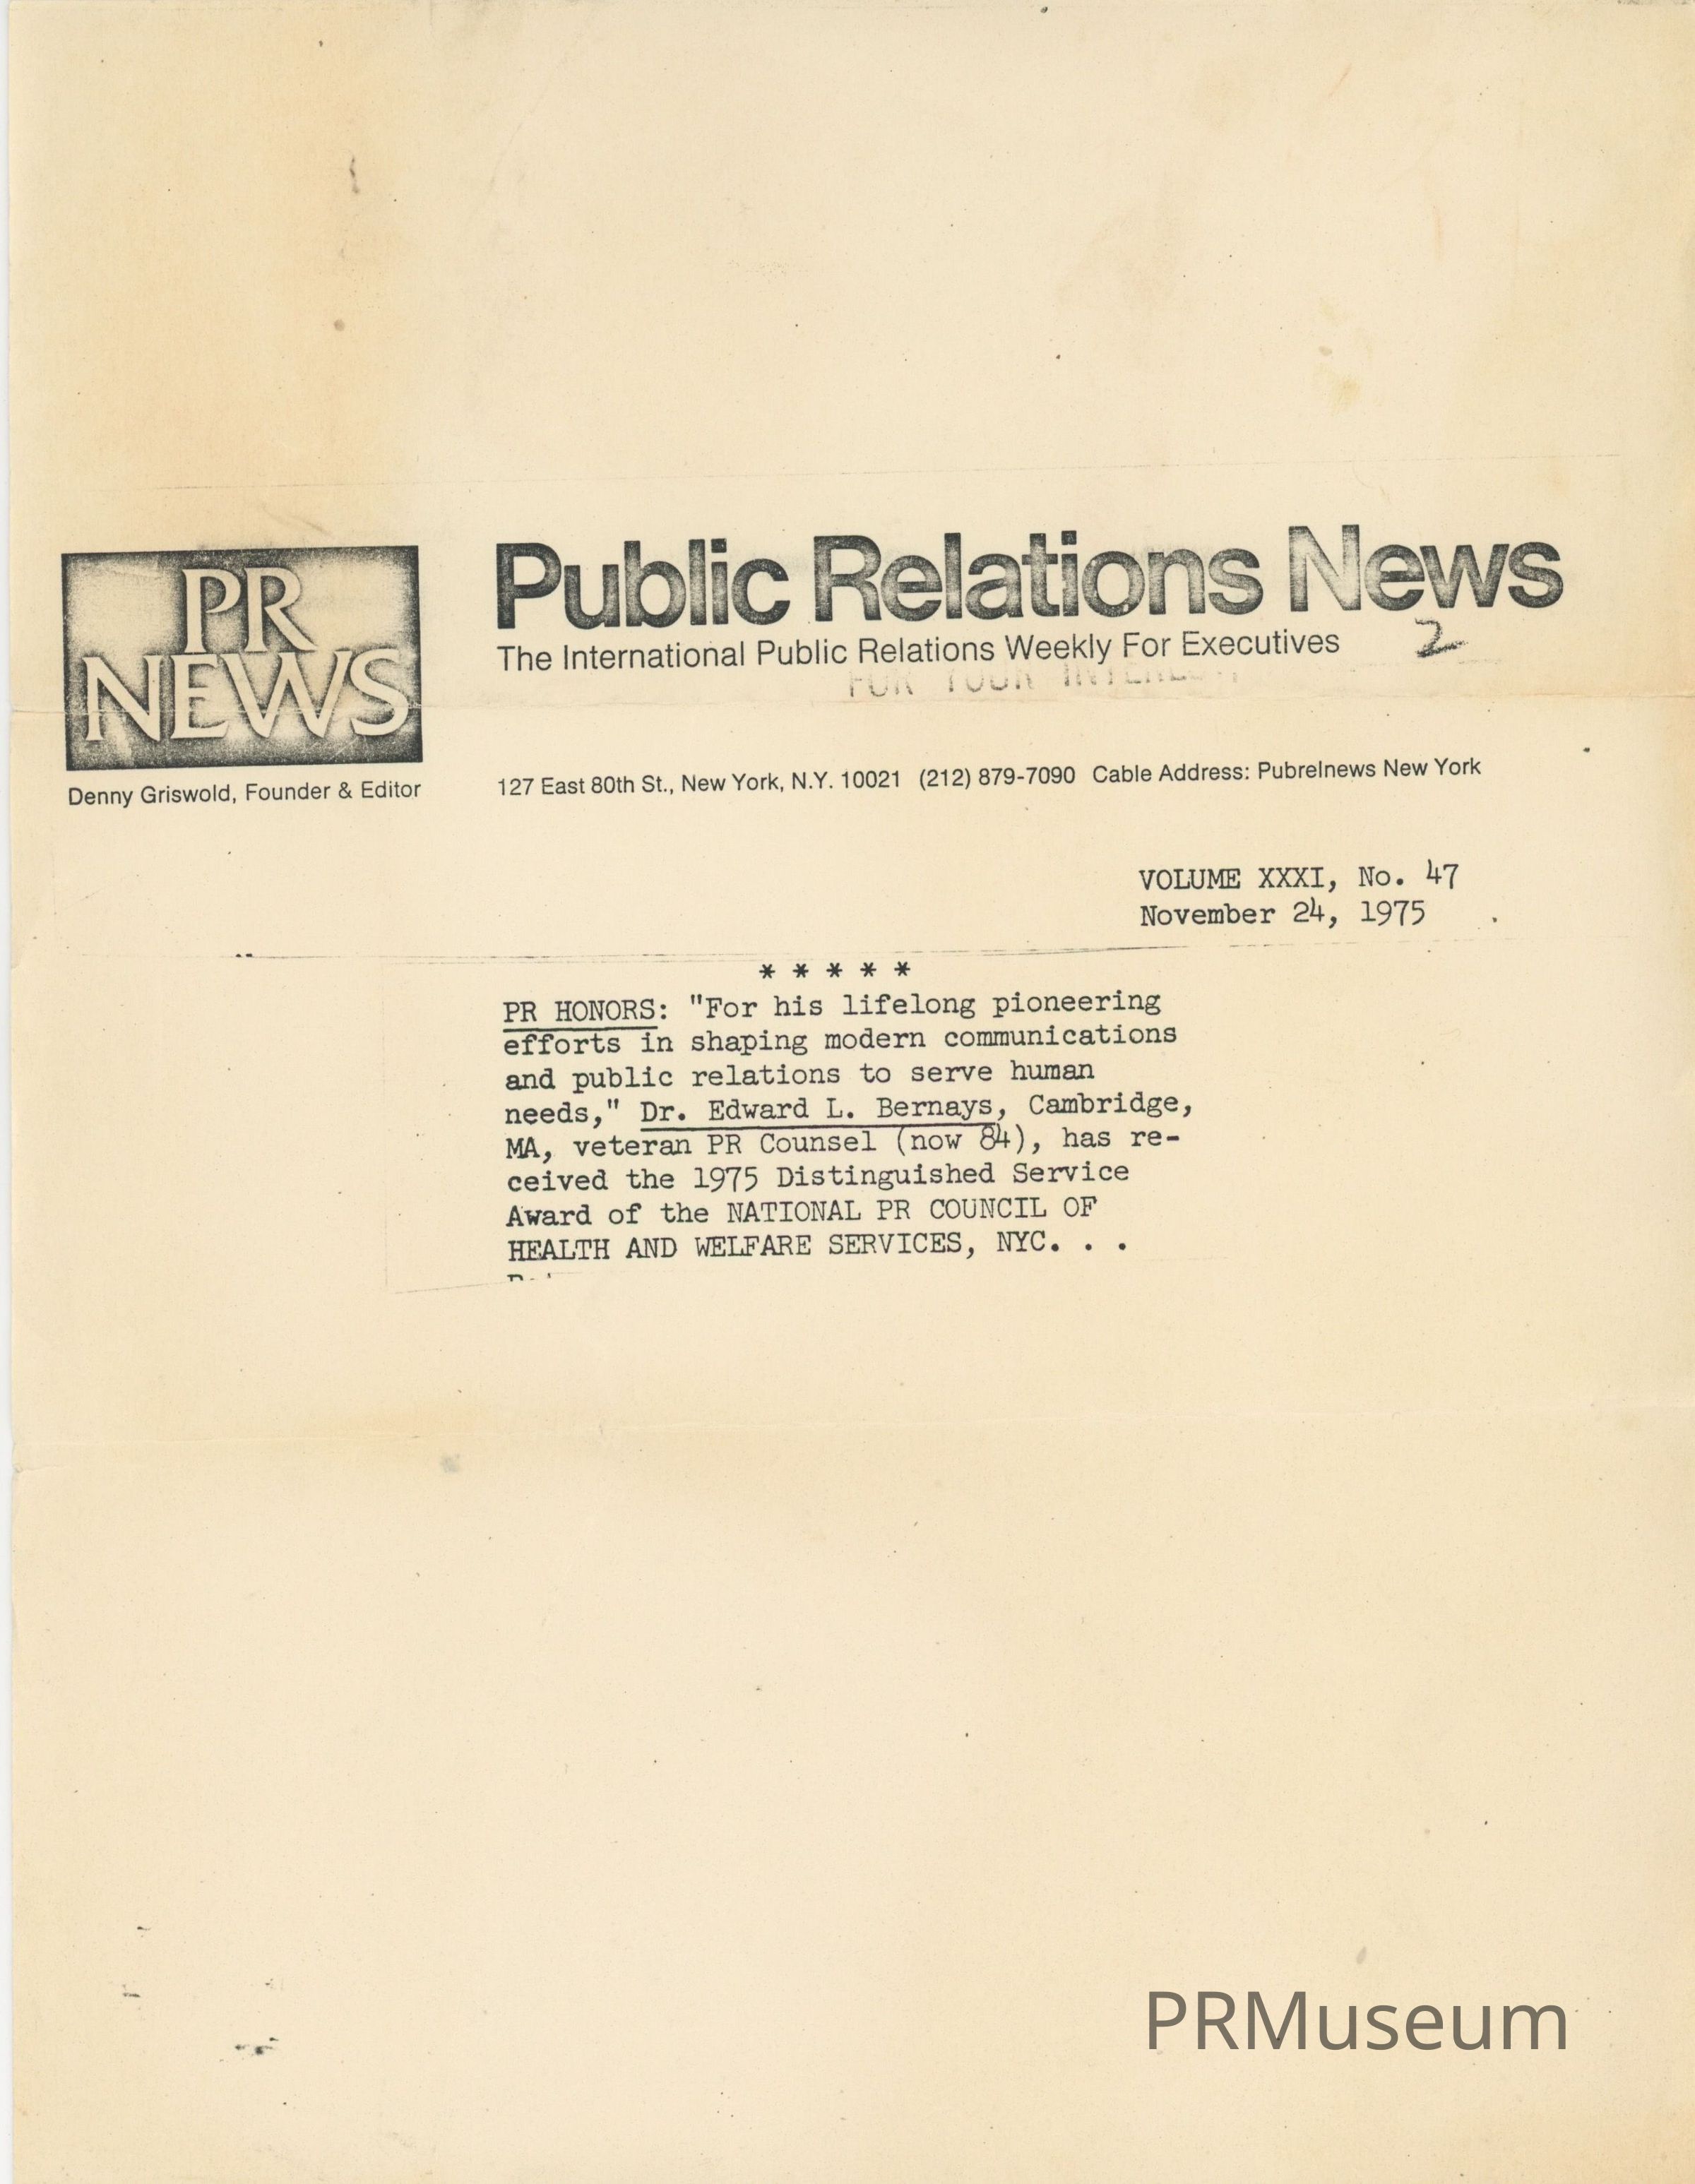 PR
NEWS
Denny Griswold, Founder & Editor
Public Relations News
The International Public Relations Weekly For Executives
2
FOR YOUR INTEREST
127 East 80th St., New York, N.Y. 10021 (212) 879-7090 Cable Address: Pubrelnews New York
VOLUME XXXI, No. 47
November 24, 1975
* * * * *
PR HONORS: "For his lifelong pioneering
efforts in shaping modern communications
and public relations to serve human
needs," Dr. Edward L. Bernays, Cambridge,
MA, veteran PR Counsel (now 84), has re-
ceived the 1975 Distinguished Service
Award of the NATIONAL PR COUNCIL OF
HEALTH AND WELFARE SERVICES, NYC. . .
PRMuseum